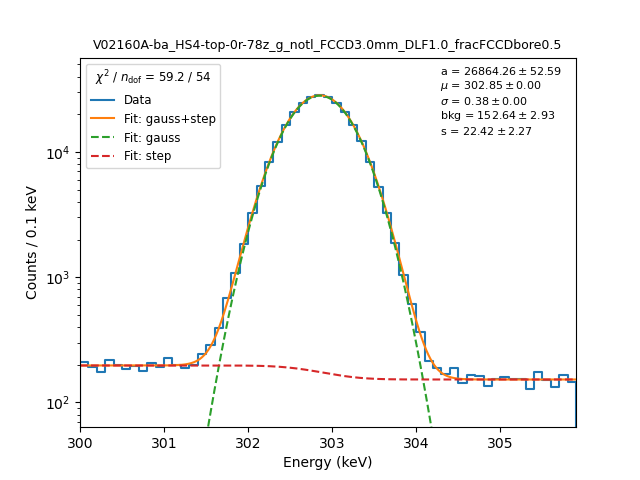 V02160A-ba_HS4-top-0r-78z_g_notl_FCCD3.0mm_DLF1.0_fracFCCDbore0.5
χ² / n_dof = 59.2 / 54
Data
Fit: gauss+step
Fit: gauss
Fit: step
a = 26864.26 ± 52.59
μ = 302.85 ± 0.00
σ = 0.38 ± 0.00
bkg = 152.64 ± 2.93
s = 22.42 ± 2.27
Counts / 0.1 keV
10⁴
10³
10²
300 301 302 303 304 305
Energy (keV)